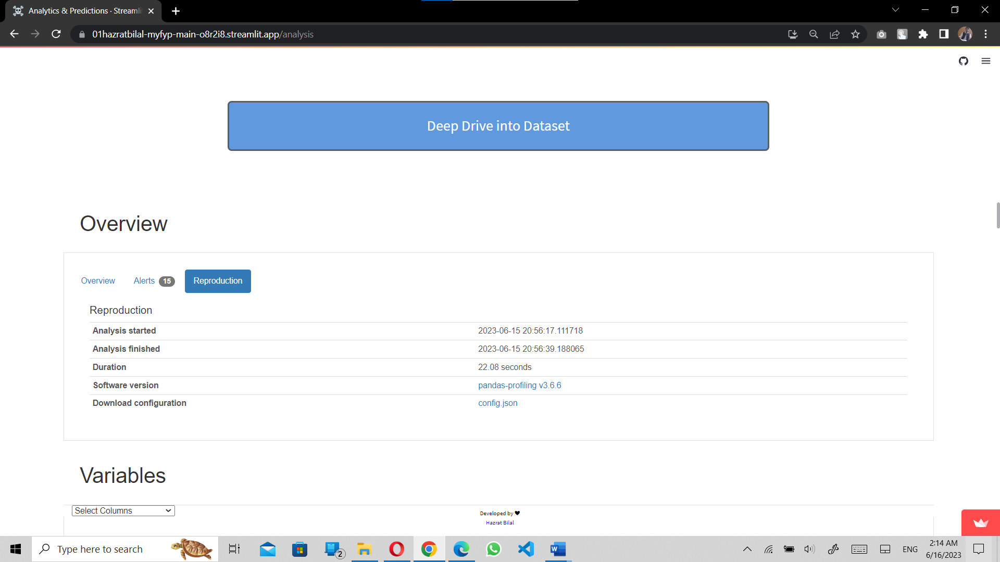 Analytics & Predictions · Streamli
01hazratbilal-myfyp-main-o8r2i8.streamlit.app/analysis
Deep Drive into Dataset
Overview
Overview Alerts 15 Reproduction
Reproduction
Analysis started 2023-06-15 20:56:17.111718
Analysis finished 2023-06-15 20:56:39.188065
Duration 22.08 seconds
Software version pandas-profiling v3.6.6
Download configuration config.json
Variables
Select Columns
Developed by ❤
Hazrat Bilal
Type here to search
2
ENG
2:14 AM
6/16/2023